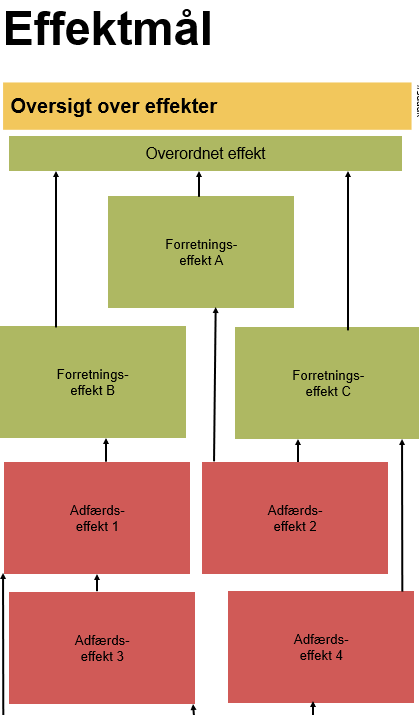 Effektmål
Oversigt over effekter
Overordnet effekt
Forretnings-
effekt A
Forretnings-
effekt B
Forretnings-
effekt C
Adfærds-
effekt 1
Adfærds-
effekt 2
Adfærds-
effekt 3
Adfærds-
effekt 4